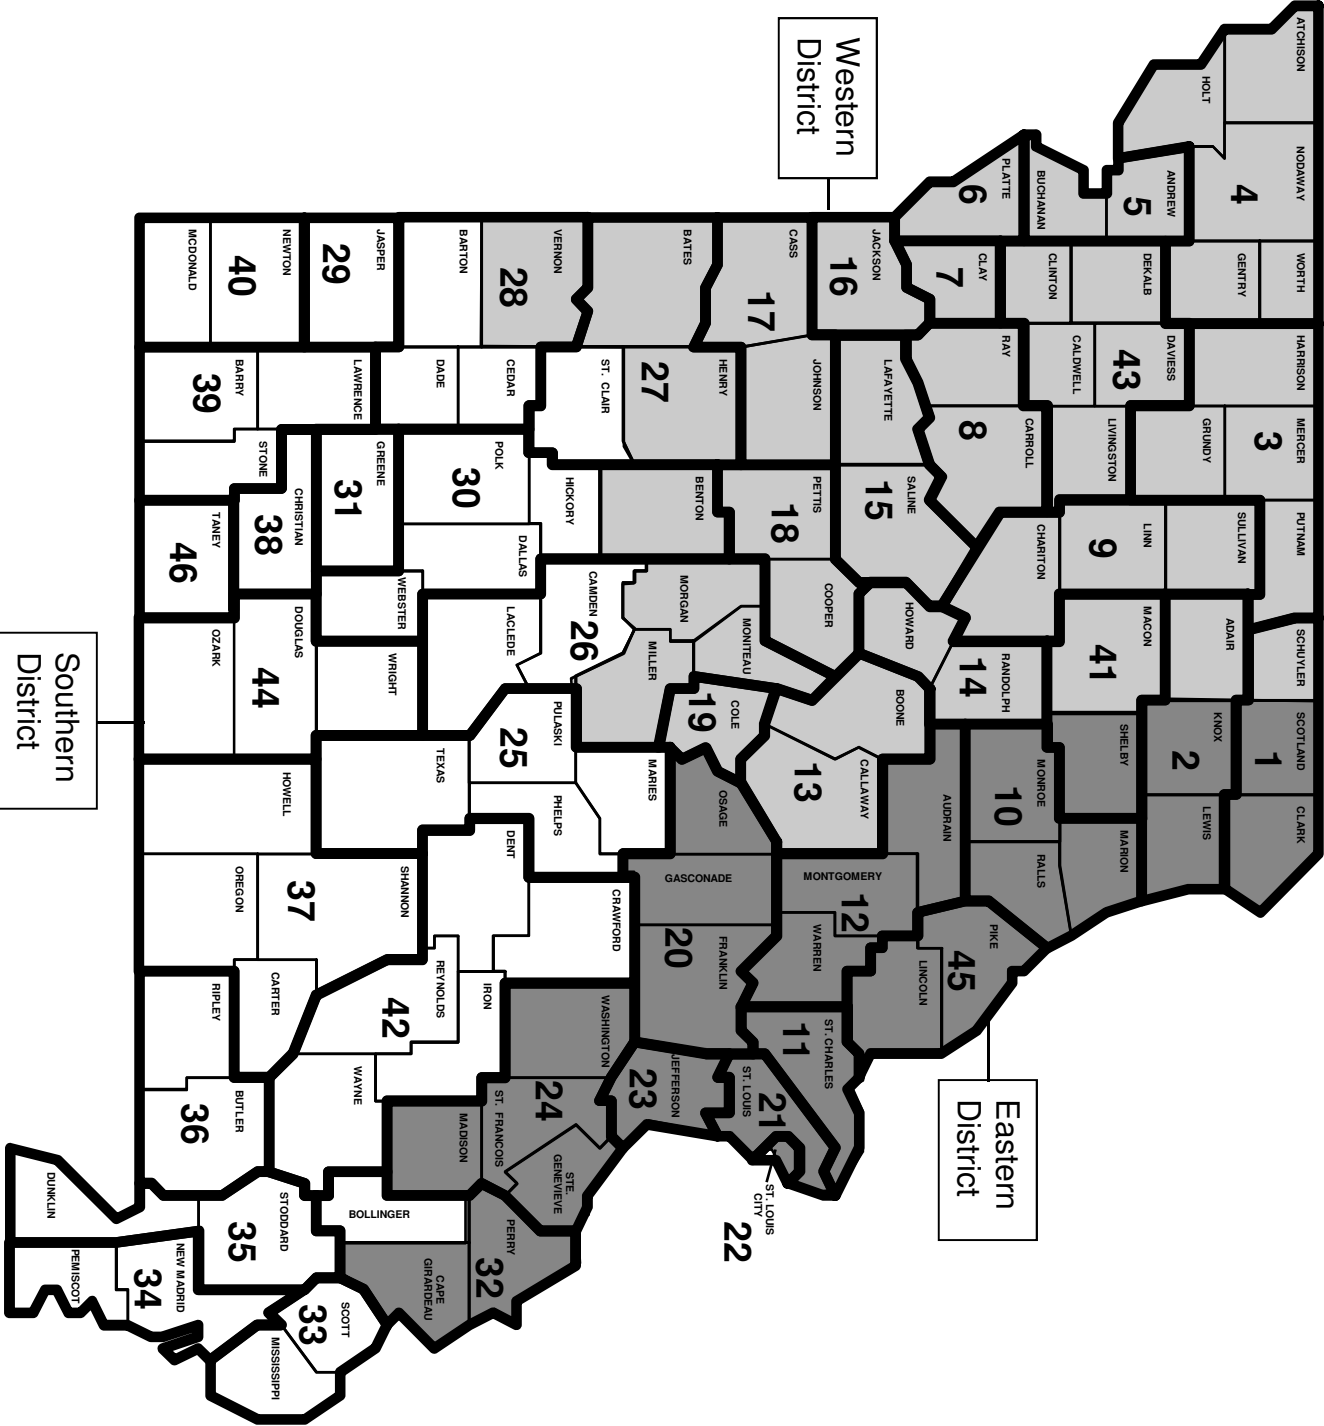 ATCHISON
NODAWAY
WORTH
HARRISON
MERCER
PUTNAM
SCHUYLER
SCOTLAND
CLARK
HOLT
4
GENTRY
3
GRUNDY
SULLIVAN
ADAIR
1
KNOX
2
LEWIS
ANDREW
5
DEKALB
DAVIESS
43
LIVINGSTON
LINN
9
MACON
41
SHELBY
MARION
BUCHANAN
CLINTON
CALDWELL
CARROLL
8
CHARITON
RANDOLPH
14
MONROE
10
RALLS
PLATTE
6
CLAY
7
RAY
SALINE
15
HOWARD
BOONE
AUDRAIN
PIKE
45
LINCOLN
Western
District
JACKSON
16
LAFAYETTE
PETTIS
18
COOPER
CALLAWAY
13
MONTGOMERY
12
WARREN
ST. CHARLES
11
Eastern
District
CASS
17
JOHNSON
BENTON
MORGAN
MONITEAU
COLE
19
OSAGE
GASCONADE
FRANKLIN
20
ST. LOUIS
21
ST. LOUIS
CITY
22
BATES
HENRY
27
HICKORY
CAMDEN
26
MILLER
MARIES
CRAWFORD
WASHINGTON
JEFFERSON
23
VERNON
28
ST. CLAIR
CEDAR
POLK
30
DALLAS
LACLEDE
PULASKI
25
PHELPS
DENT
IRON
ST. FRANCOIS
24
STE.
GENEVIEVE
BARTON
DADE
GREENE
31
WEBSTER
WRIGHT
TEXAS
SHANNON
REYNOLDS
42
MADISON
PERRY
32
JASPER
29
LAWRENCE
CHRISTIAN
38
DOUGLAS
44
HOWELL
37
CARTER
WAYNE
BOLLINGER
CAPE
GIRARDEAU
NEWTON
40
MCDONALD
BARRY
39
STONE
TANEY
46
OZARK
OREGON
RIPLEY
BUTLER
36
STODDARD
35
SCOTT
33
MISSISSIPPI
Southern
District
DUNKLIN
NEW MADRID
34
PEMISCOT